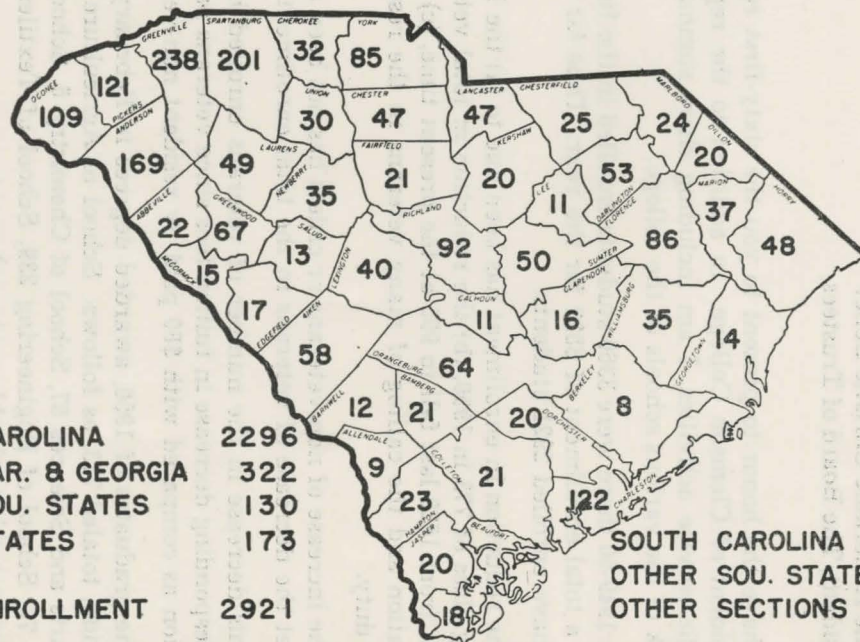 SPARTANBURG
CHEROKEE
YORK
GREENVILLE
238
201
32
85
OCONEE
PICKENS
109
121
UNION
30
CHESTER
47
LANCASTER
47
CHESTERFIELD
25
MARLBORO
24
DILLON
20
ANDERSON
169
LAURENS
49
NEWBERRY
35
FAIRFIELD
21
KERSHAW
20
LEE
11
DARLINGTON
53
FLORENCE
86
MARION
37
HORRY
48
ABBEVILLE
22
GREENWOOD
67
SALUDA
13
RICHLAND
92
SUMTER
50
McCORMICK
15
LEXINGTON
40
CLARENDON
16
WILLIAMSBURG
35
GEORGETOWN
14
EDGEFIELD
17
AIKEN
58
CALHOUN
11
ORANGEBURG
64
BERKELEY
8
BARNWELL
12
BAMBERG
21
DORCHESTER
20
ALLENDALE
9
COLLETON
21
CHARLESTON
122
HAMPTON
23
JASPER
20
BEAUFORT
18
AROLINA 2296
AR. & GEORGIA 322
OU. STATES 130
TATES 173
NROLLMENT 2921
SOUTH CAROLINA
OTHER SOU. STATE
OTHER SECTIONS